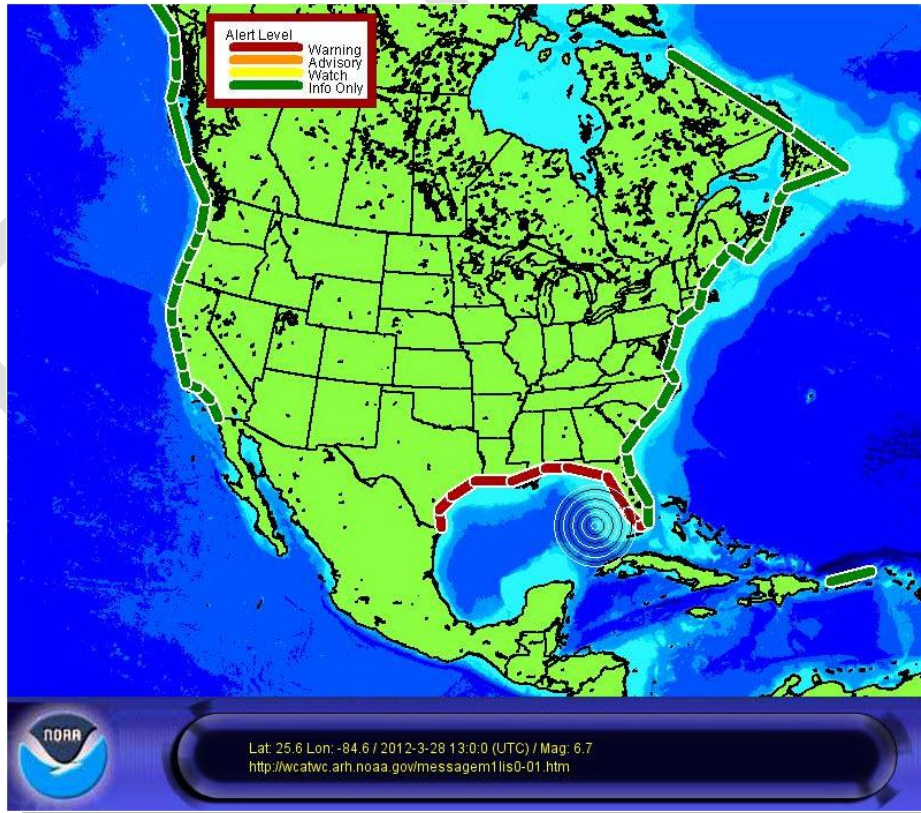 Alert Level
Warning
Advisory
Watch
Info Only
NOAA
Lat: 25.6 Lon: -84.6 / 2012-3-28 13:0:0 (UTC) / Mag: 6.7
http://wcatwc.arh.noaa.gov/messagem1lis0-01.htm